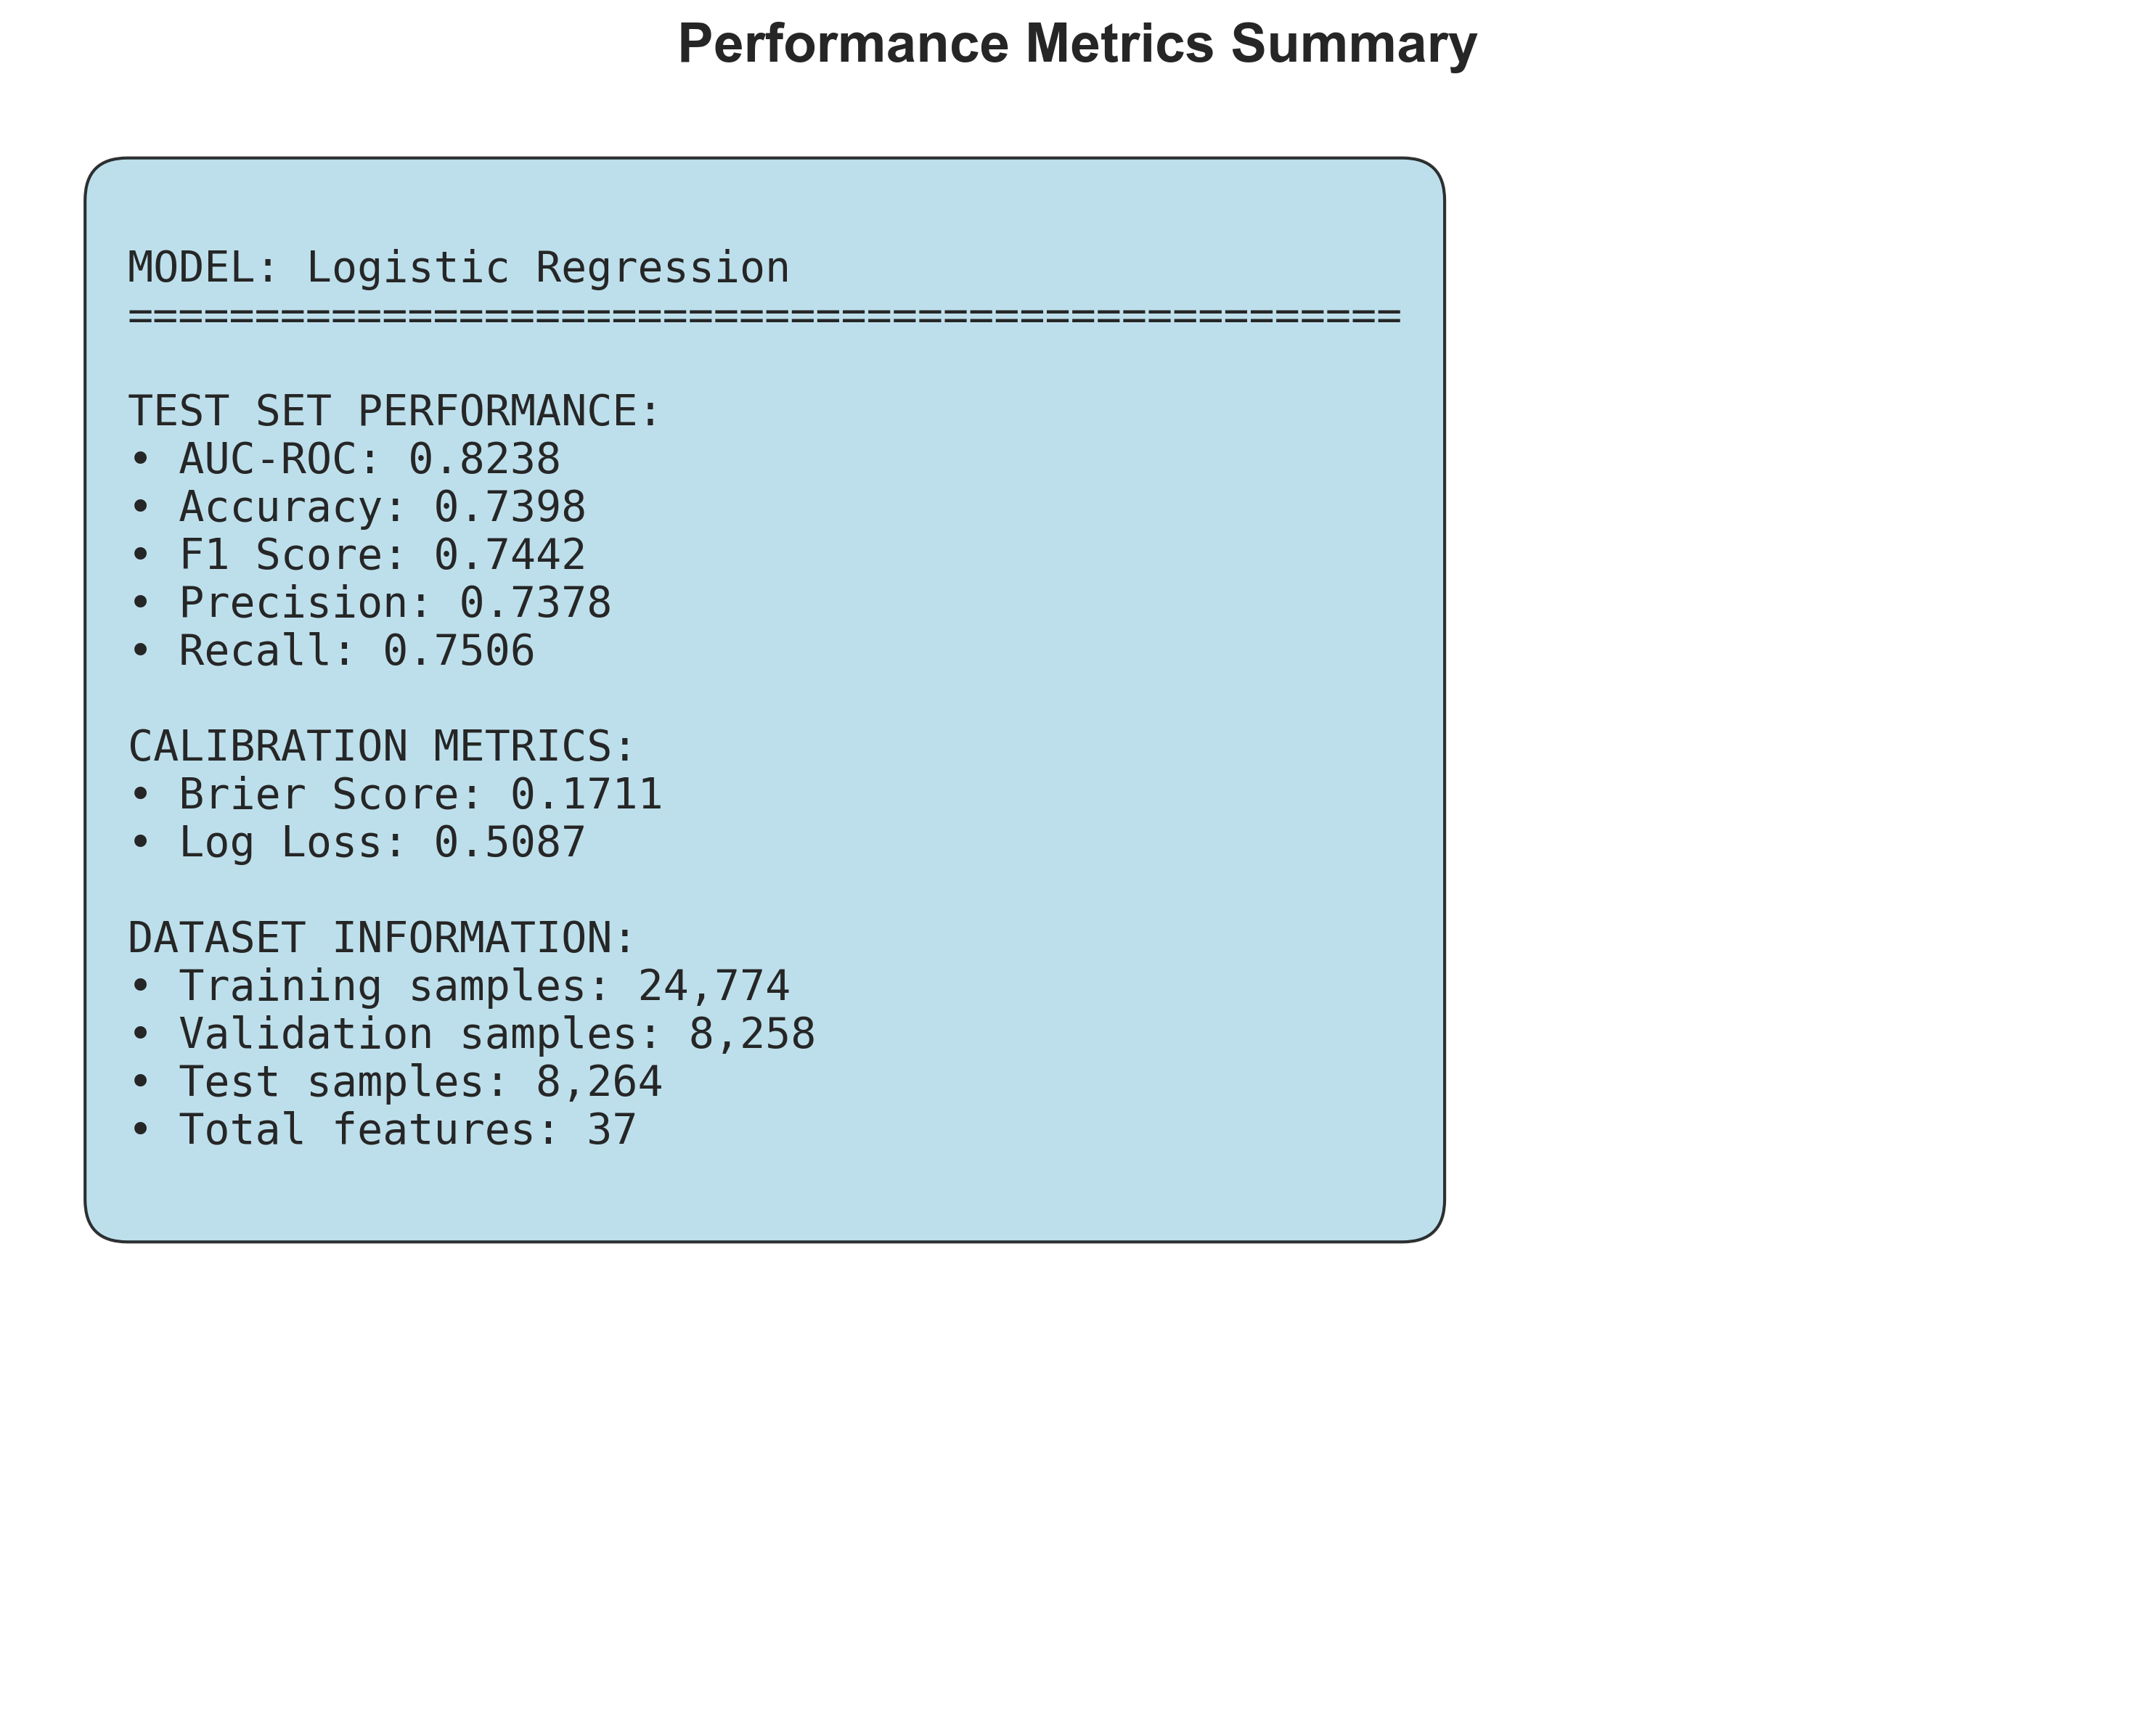 Performance Metrics Summary
MODEL: Logistic Regression
==================================================
TEST SET PERFORMANCE:
• AUC-ROC: 0.8238
• Accuracy: 0.7398
• F1 Score: 0.7442
• Precision: 0.7378
• Recall: 0.7506
CALIBRATION METRICS:
• Brier Score: 0.1711
• Log Loss: 0.5087
DATASET INFORMATION:
• Training samples: 24,774
• Validation samples: 8,258
• Test samples: 8,264
• Total features: 37